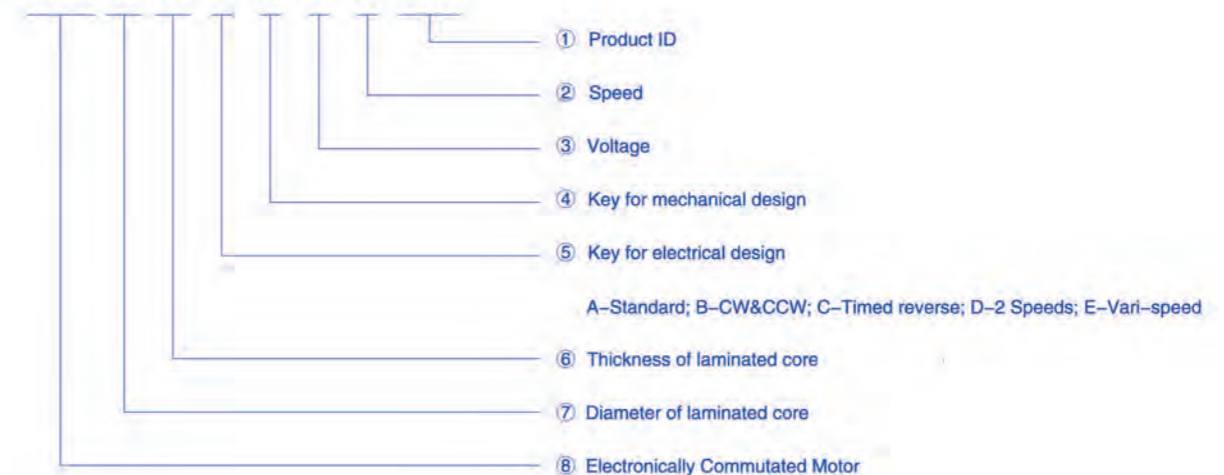 ① Product ID
② Speed
③ Voltage
④ Key for mechanical design
⑤ Key for electrical design
A–Standard; B–CW&CCW; C–Timed reverse; D–2 Speeds; E–Vari–speed
⑥ Thickness of laminated core
⑦ Diameter of laminated core
⑧ Electronically Commutated Motor